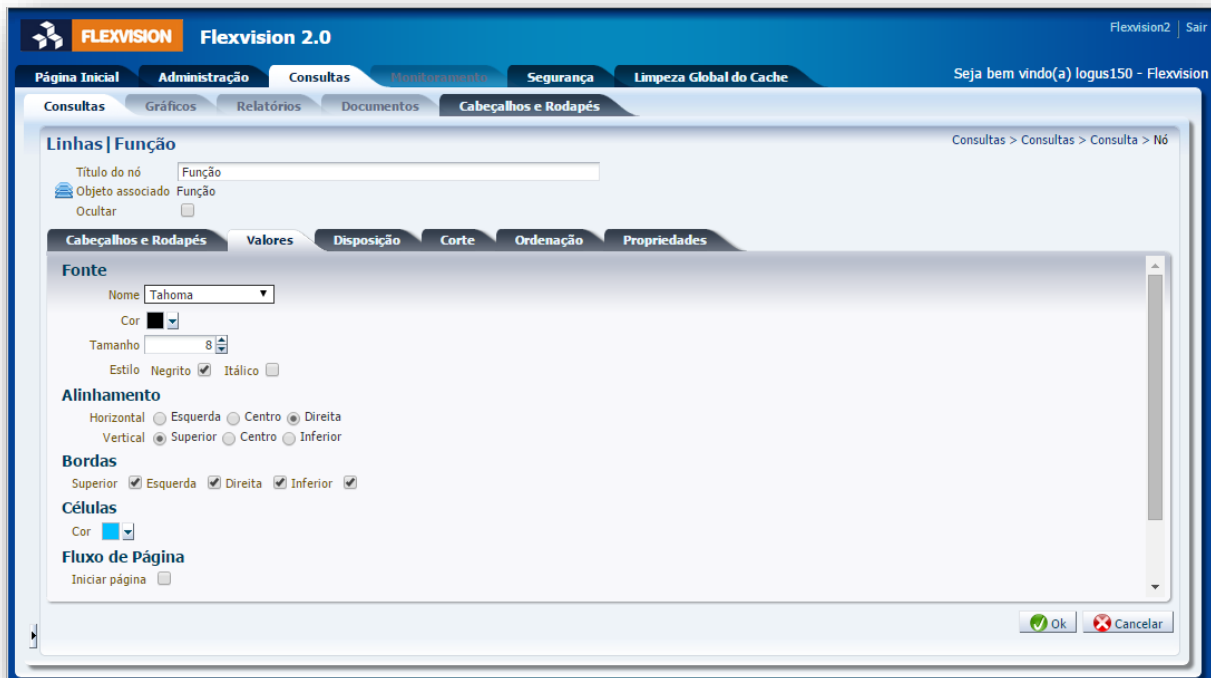 Flexvision2 | Sair
FLEXVISION Flexvision 2.0
Página Inicial Administração Consultas Monitoramento Segurança Limpeza Global do Cache Seja bem vindo(a) logus150 - Flexvision
Consultas Gráficos Relatórios Documentos Cabeçalhos e Rodapés
Linhas|Função Consultas > Consultas > Consulta > Nó
Título do nó Função
Objeto associado Função
Ocultar
Cabeçalhos e Rodapés Valores Disposição Corte Ordenação Propriedades
Fonte
Nome Tahoma
Cor
Tamanho 8
Estilo Negrito Itálico
Alinhamento
Horizontal Esquerda Centro Direita
Vertical Superior Centro Inferior
Bordas
Superior Esquerda Direita Inferior
Células
Cor
Fluxo de Página
Iniciar página
Ok Cancelar